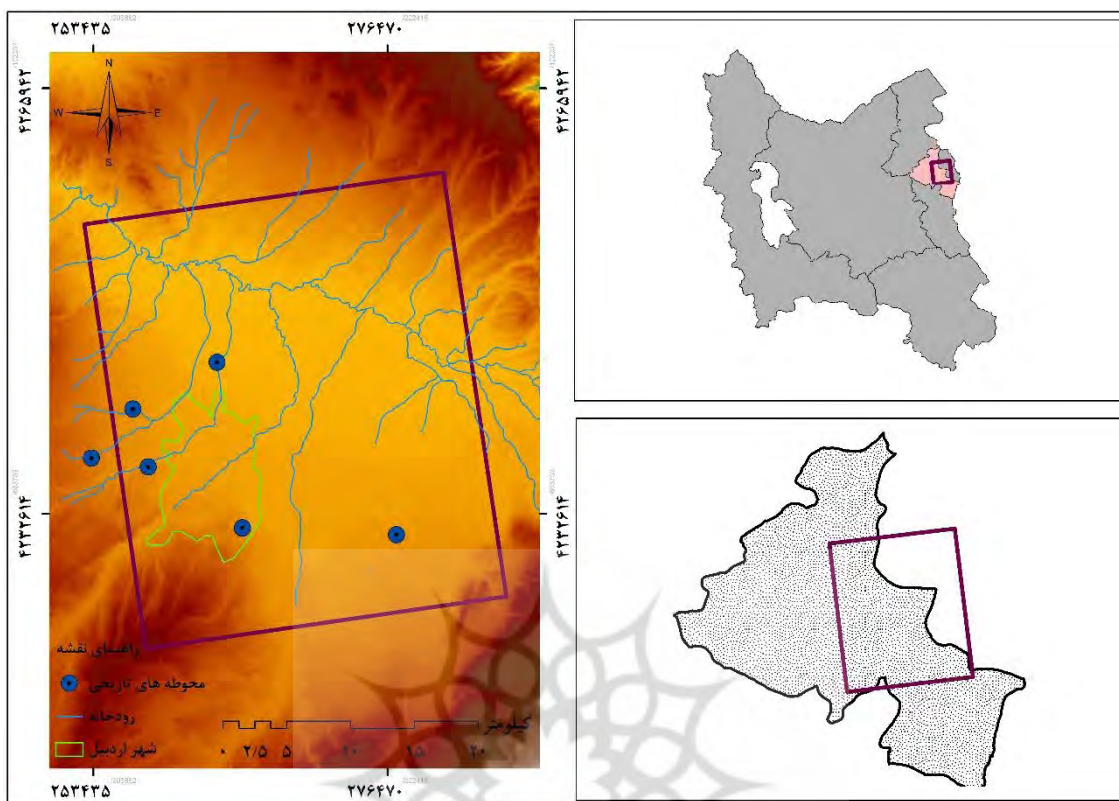 ۲۵۳۴۳۵ ۲۷۶۴۷۰
۴۲۶۵۹۴۲ ۴۲۶۵۹۴۲
N
W E
S
۴۲۳۲۶۱۴ ۴۲۳۲۶۱۴
راهنمای نقشه
محوطه های تاریخی
رودخانه
شهر اردبیل
کیلومتر
۰ ۲/۵ ۵ ۱۰ ۱۵ ۲۰
۲۵۳۴۳۵ ۲۷۶۴۷۰